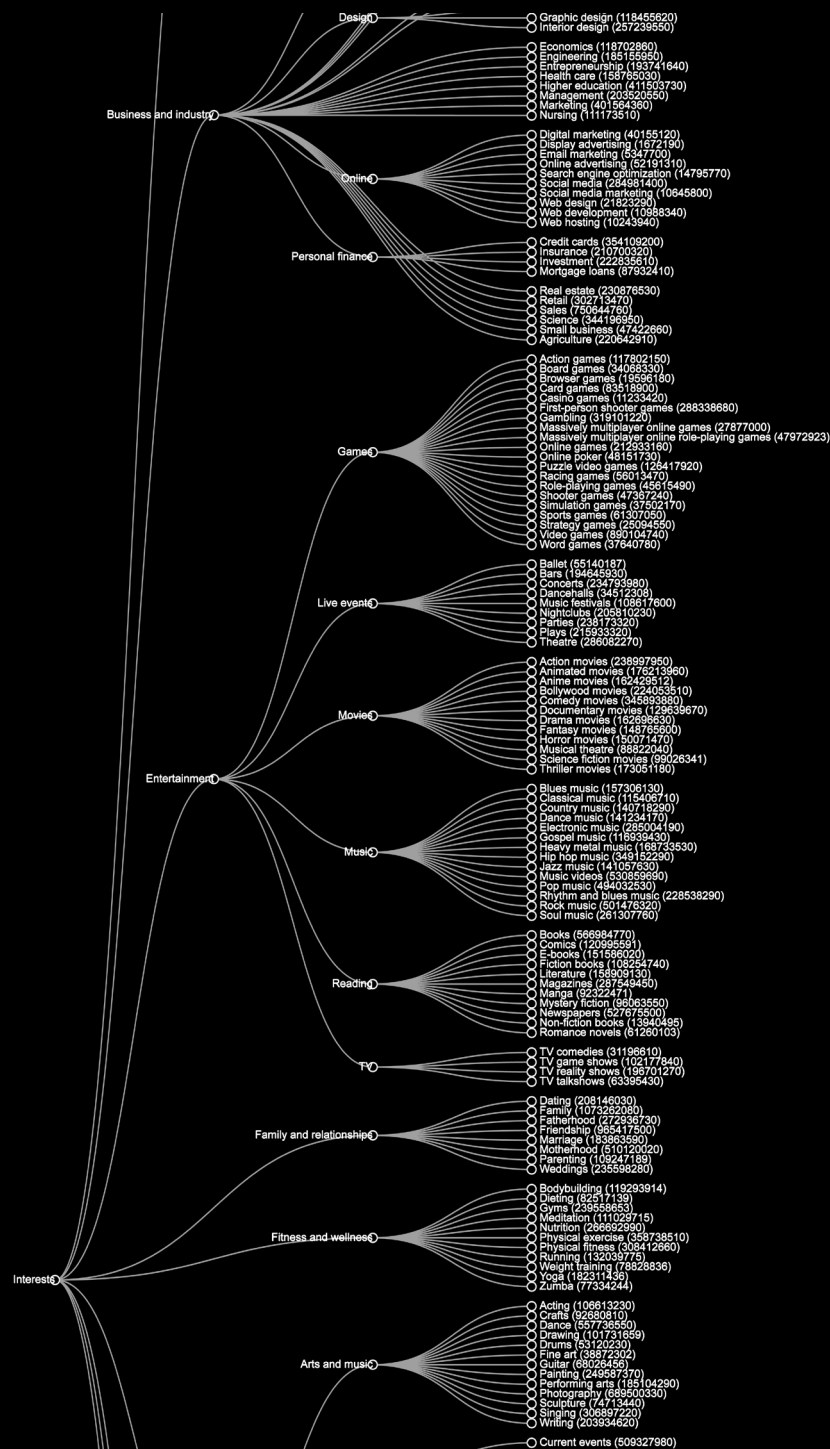 Design
Graphic design (118455620)
Interior design (257239550)
Business and industry
Economics (118702860)
Engineering (185155950)
Entrepreneurship (193741640)
Health care (158765030)
Higher education (411503730)
Management (203520550)
Marketing (401564360)
Nursing (111173510)
Online
Digital marketing (40155120)
Display advertising (1672190)
Email marketing (5347700)
Online advertising (52191310)
Search engine optimization (14795770)
Social media (284981400)
Social media marketing (10645800)
Web design (21823290)
Web development (10988340)
Web hosting (10243940)
Personal finance
Credit cards (354109200)
Insurance (210700320)
Investment (222835610)
Mortgage loans (87932410)
Real estate (230876530)
Retail (302713470)
Sales (750644760)
Science (344196950)
Small business (47422660)
Agriculture (220642910)
Entertainment
Games
Action games (117802150)
Board games (34068330)
Browser games (19596180)
Card games (83518900)
Casino games (11233420)
First-person shooter games (288338680)
Gambling (319101220)
Massively multiplayer online games (27877000)
Massively multiplayer online role-playing games (47972923)
Online games (212933160)
Online poker (48151730)
Puzzle video games (126417920)
Racing games (56013470)
Role-playing games (45615490)
Shooter games (47367240)
Simulation games (37502170)
Sports games (61307050)
Strategy games (25094550)
Video games (890104740)
Word games (37640780)
Live events
Ballet (55140187)
Bars (194645930)
Concerts (234793980)
Dancehalls (34512308)
Music festivals (108617600)
Nightclubs (205810230)
Parties (238173320)
Plays (215933320)
Theatre (286082270)
Movies
Action movies (238997950)
Animated movies (176213960)
Anime movies (162429512)
Bollywood movies (224053510)
Comedy movies (345893880)
Documentary movies (129639670)
Drama movies (162696630)
Fantasy movies (148765600)
Horror movies (150071470)
Musical theatre (88822040)
Science fiction movies (99026341)
Thriller movies (173051180)
Music
Blues music (157306130)
Classical music (115406710)
Country music (140718290)
Dance music (141234170)
Electronic music (285004190)
Gospel music (116939430)
Heavy metal music (168733530)
Hip hop music (349152290)
Jazz music (141057630)
Music videos (530859690)
Pop music (494032530)
Rhythm and blues music (228538290)
Rock music (501476320)
Soul music (261307760)
Reading
Books (566984770)
Comics (120995591)
E-books (151586020)
Fiction books (108254740)
Literature (158909130)
Magazines (287549450)
Manga (92322471)
Mystery fiction (96063550)
Newspapers (527675500)
Non-fiction books (13940495)
Romance novels (61260103)
TV
TV comedies (31196610)
TV game shows (102177840)
TV reality shows (196701270)
TV talkshows (63395430)
Family and relationships
Dating (208146030)
Family (1073262080)
Fatherhood (272936730)
Friendship (965417500)
Marriage (183863590)
Motherhood (510120020)
Parenting (109247189)
Weddings (235598280)
Interests
Fitness and wellness
Bodybuilding (119293914)
Dieting (82517139)
Gyms (239558653)
Meditation (111029715)
Nutrition (266692990)
Physical exercise (358738510)
Physical fitness (308412660)
Running (132039775)
Weight training (78828836)
Yoga (182311436)
Zumba (77334244)
Arts and music
Acting (106613230)
Crafts (92680810)
Dance (557736550)
Drawing (101731659)
Drums (53120230)
Fine art (38872302)
Guitar (68026456)
Painting (249587370)
Performing arts (185104290)
Photography (689500330)
Sculpture (74713440)
Singing (306897220)
Writing (203934620)
Current events (509327980)